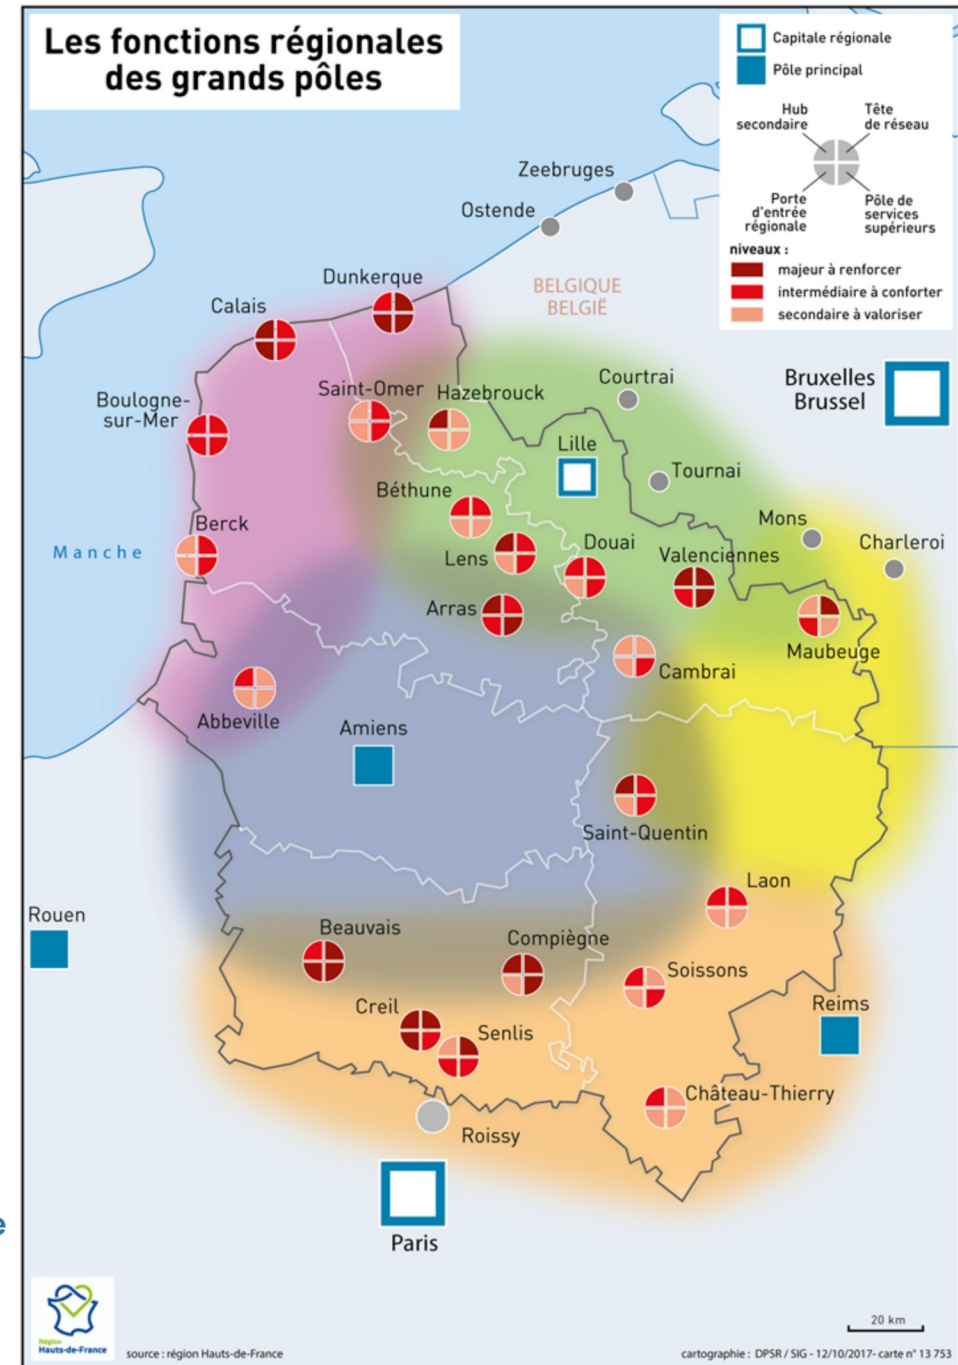 Les fonctions régionales
des grands pôles
Capitale régionale
Pôle principal
Hub
secondaire
Tête
de réseau
Porte
d'entrée
régionale
Pôle de
services
supérieurs
niveaux :
majeur à renforcer
intermédiaire à conforter
secondaire à valoriser
Zeebruges
Ostende
Dunkerque
BELGIQUE
BELGIË
Calais
Saint-Omer
Hazebrouck
Courtrai
Bruxelles
Brussel
Boulogne-
sur-Mer
Lille
Tournai
Béthune
Mons
Berck
Manche
Lens
Douai
Valenciennes
Charleroi
Arras
Maubeuge
Cambrai
Abbeville
Amiens
Saint-Quentin
Laon
Rouen
Beauvais
Compiègne
Soissons
Reims
Creil
Senlis
Château-Thierry
Roissy
e
Paris
Région
Hauts-de-France
source : région Hauts-de-France
20 km
cartographie : DPSR / SIG - 12/10/2017- carte n° 13 753